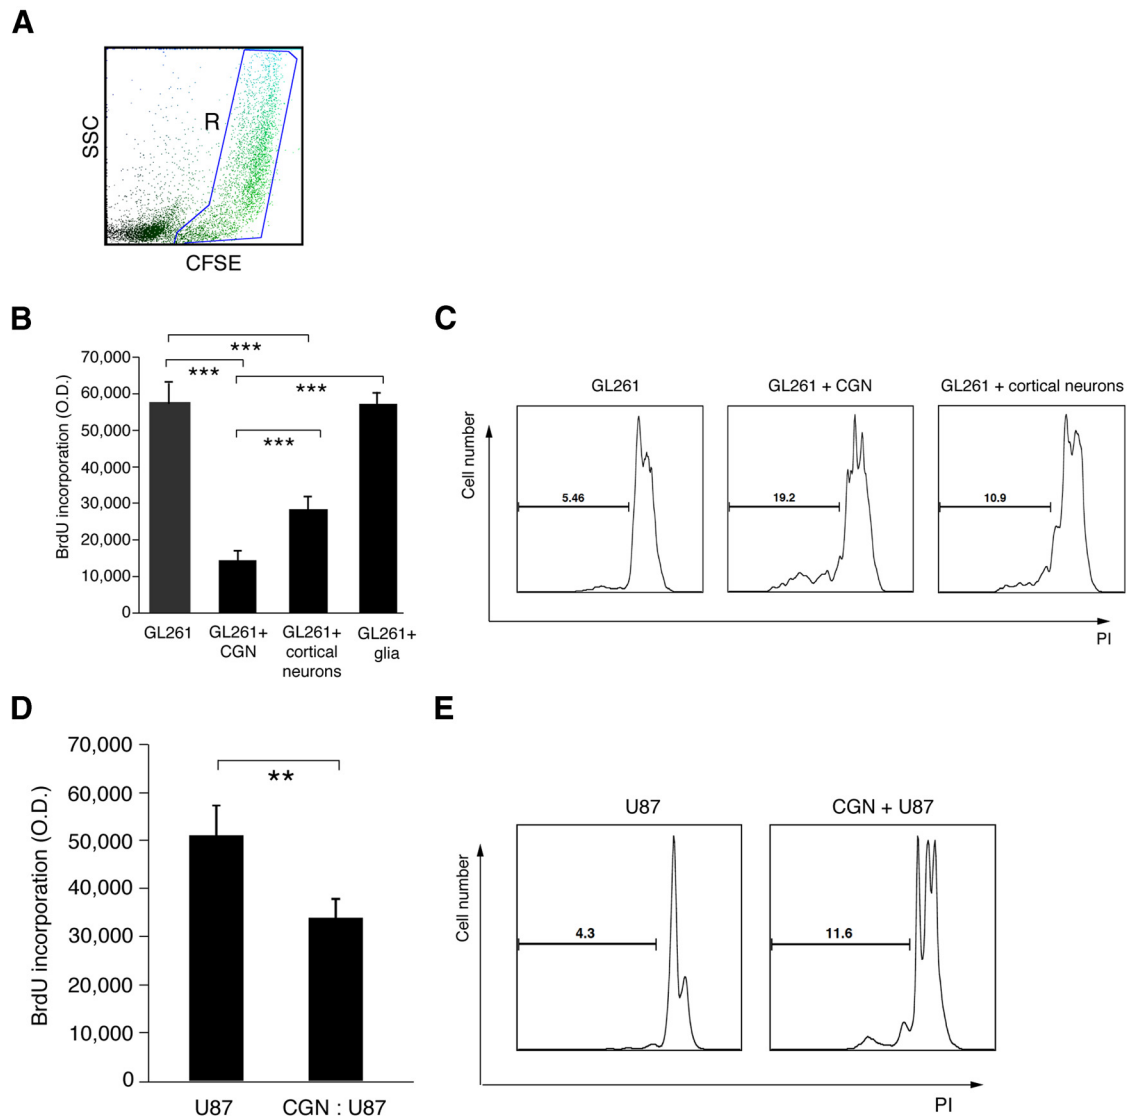 A
SSC
R
CFSE
B
BrdU incorporation (O.D.)
70,000
60,000
50,000
40,000
30,000
20,000
10,000
0
***
***
***
***
GL261
GL261+
CGN
GL261+
cortical
neurons
GL261+
glia
C
Cell number
GL261
5.46
GL261 + CGN
19.2
GL261 + cortical neurons
10.9
PI
D
BrdU incorporation (O.D.)
70,000
60,000
50,000
40,000
30,000
20,000
10,000
0
**
U87
CGN : U87
E
Cell number
U87
4.3
CGN + U87
11.6
PI